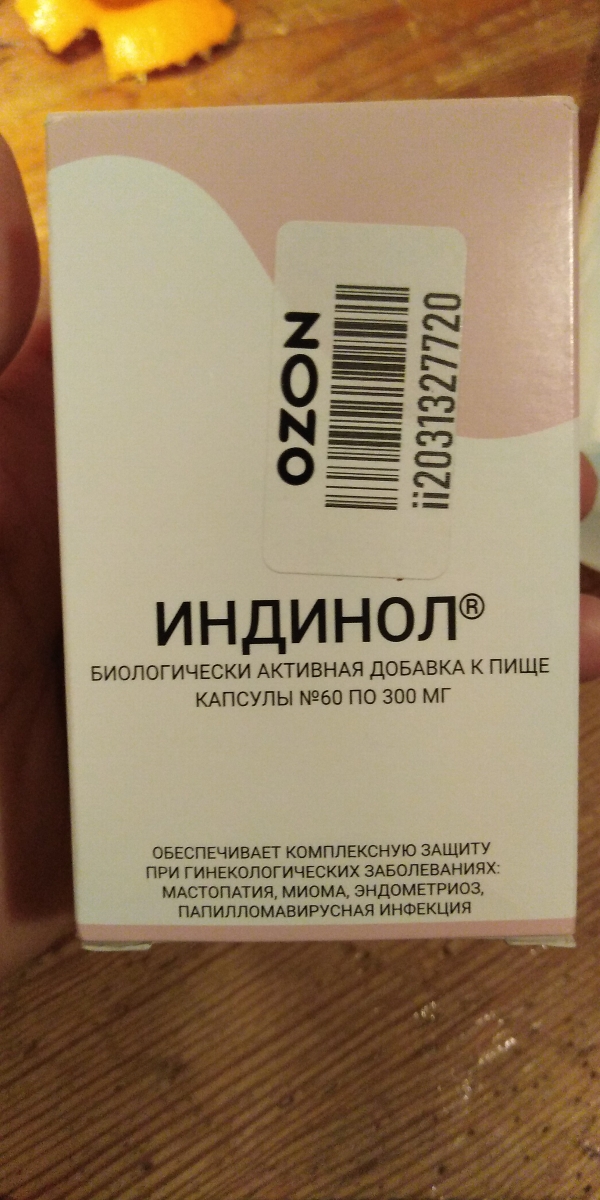 OZON
ii2031327720
ИНДИНОЛ®
БИОЛОГИЧЕСКИ АКТИВНАЯ ДОБАВКА К ПИЩЕ
КАПСУЛЫ №60 ПО 300 МГ
ОБЕСПЕЧИВАЕТ КОМПЛЕКСНУЮ ЗАЩИТУ
ПРИ ГИНЕКОЛОГИЧЕСКИХ ЗАБОЛЕВАНИЯХ:
МАСТОПАТИЯ, МИОМА, ЭНДОМЕТРИОЗ,
ПАПИЛЛОМАВИРУСНАЯ ИНФЕКЦИЯ